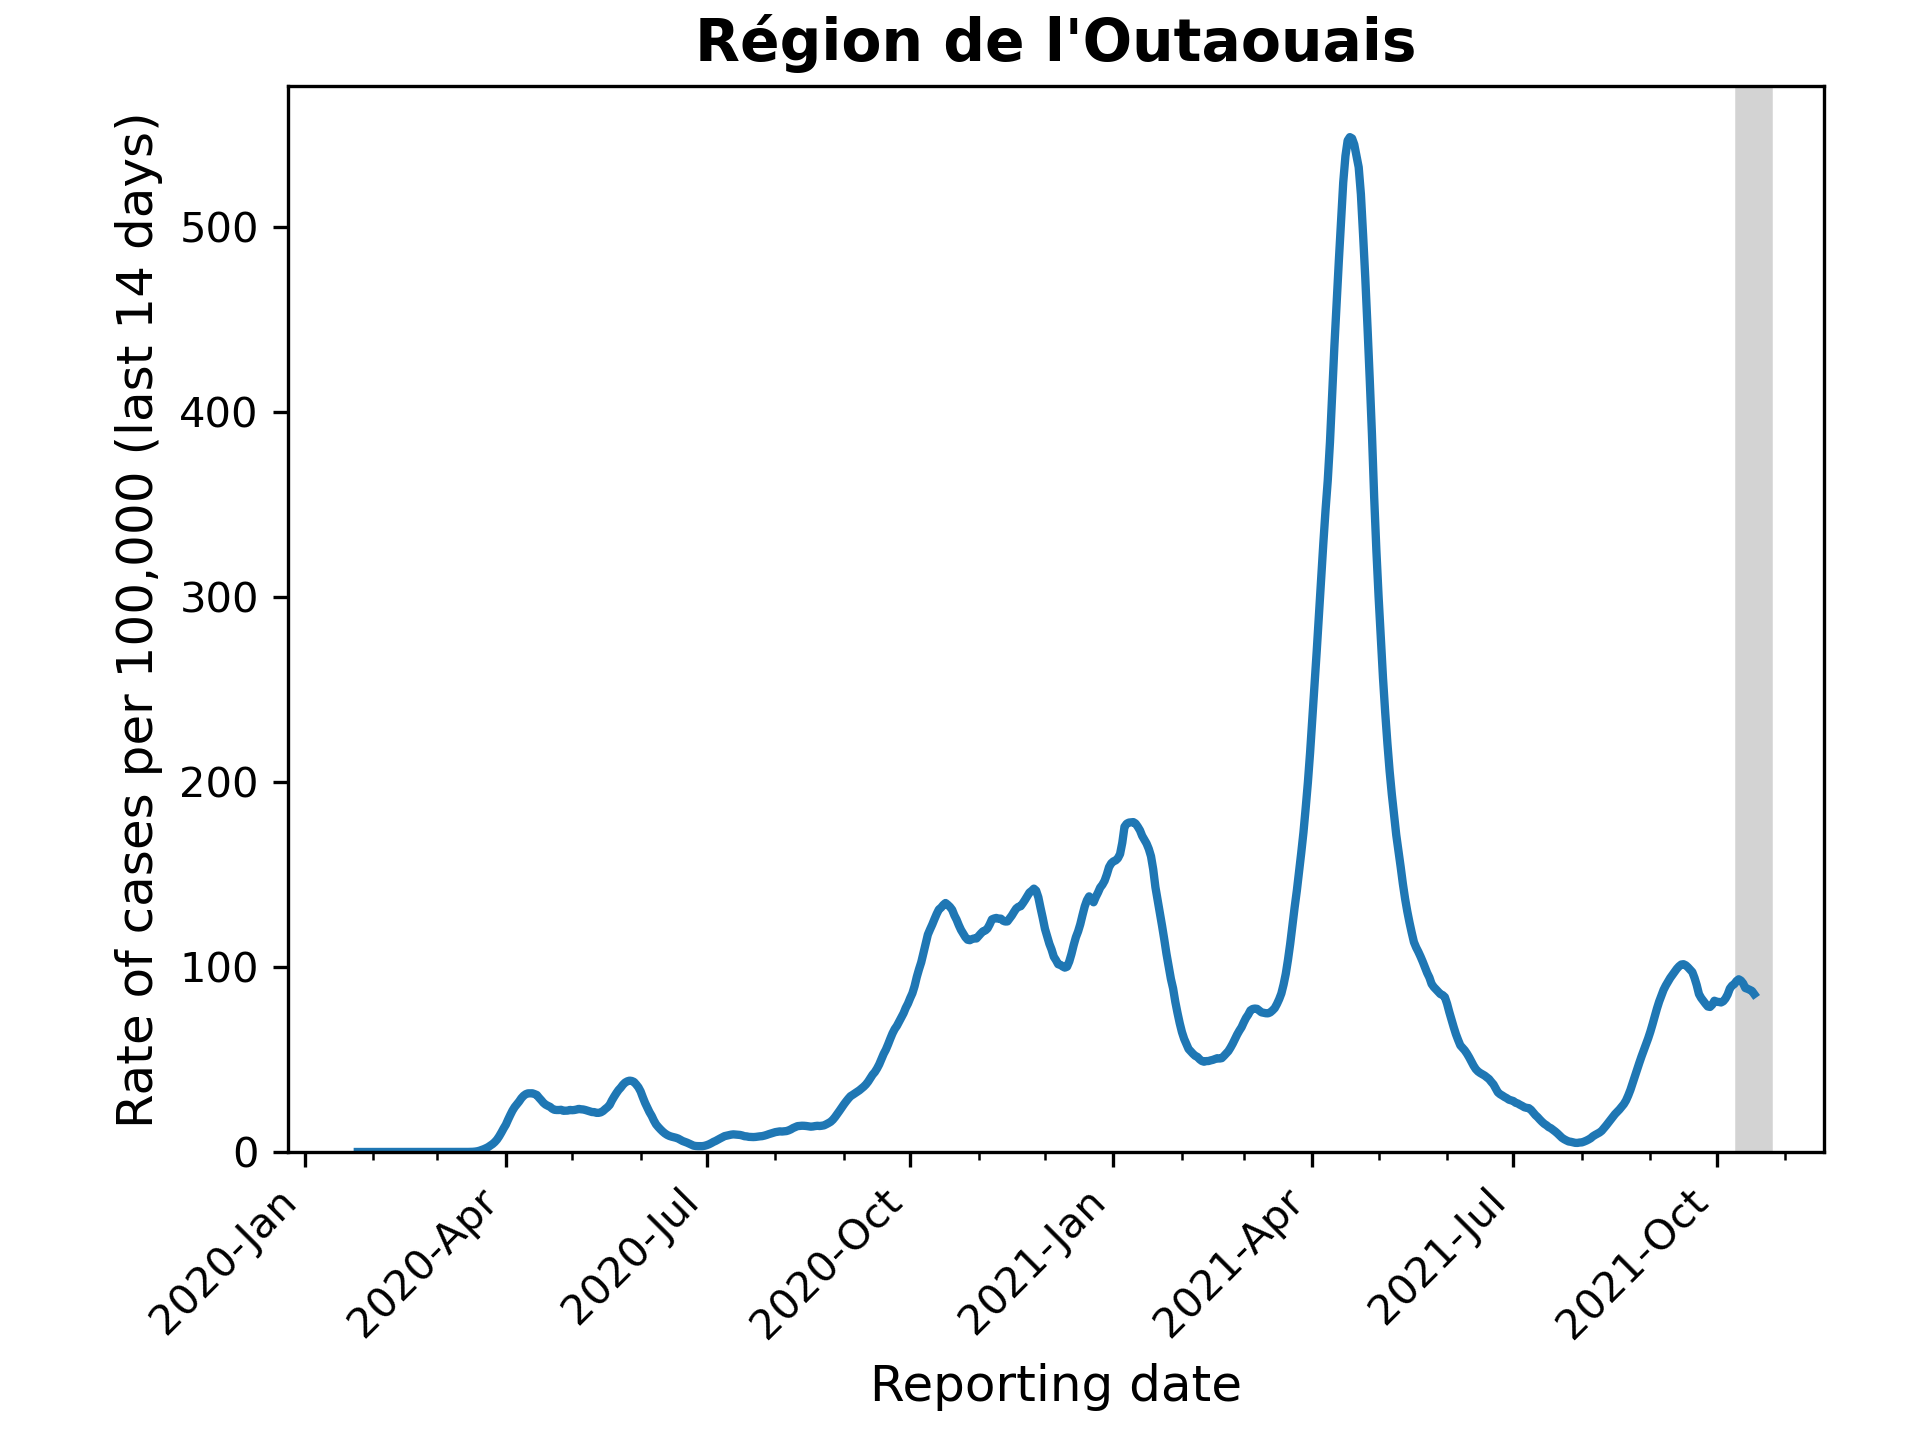 Région de l'Outaouais
Rate of cases per 100,000 (last 14 days)
500
400
300
200
100
0
2020-Jan
2020-Apr
2020-Jul
2020-Oct
2021-Jan
2021-Apr
2021-Jul
2021-Oct
Reporting date